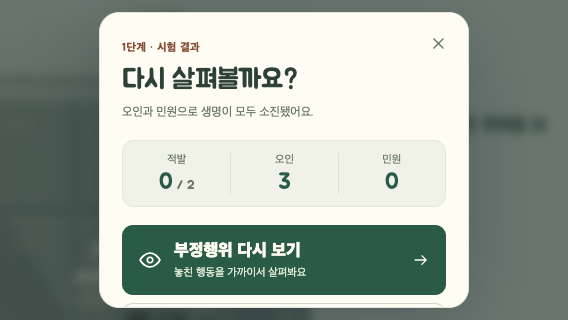 1단계 · 시험 결과
다시 살펴볼까요?
오인과 민원으로 생명이 모두 소진됐어요.
적발 오인 민원
0 / 2 3 0
부정행위 다시 보기
놓친 행동을 가까이서 살펴봐요